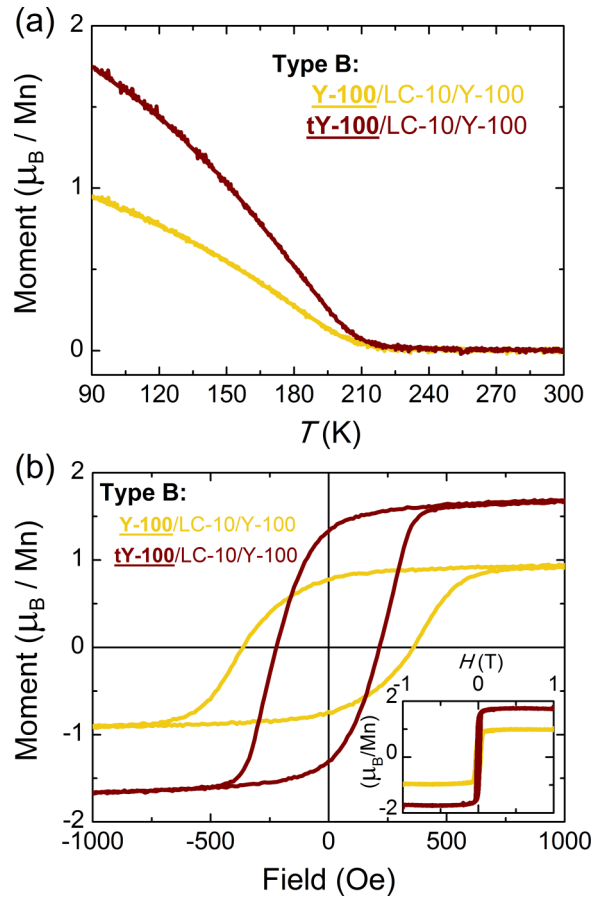 (a)
2
1
0
Moment (μB / Mn)
Type B:
Y-100/LC-10/Y-100
tY-100/LC-10/Y-100
90 120 150 180 210 240 270 300
T (K)
(b)
2
1
0
-1
-2
Moment (μB / Mn)
Type B:
Y-100/LC-10/Y-100
tY-100/LC-10/Y-100
H (T)
-1 0 1
2
0
-2
(μB/Mn)
-1000 -500 0 500 1000
Field (Oe)